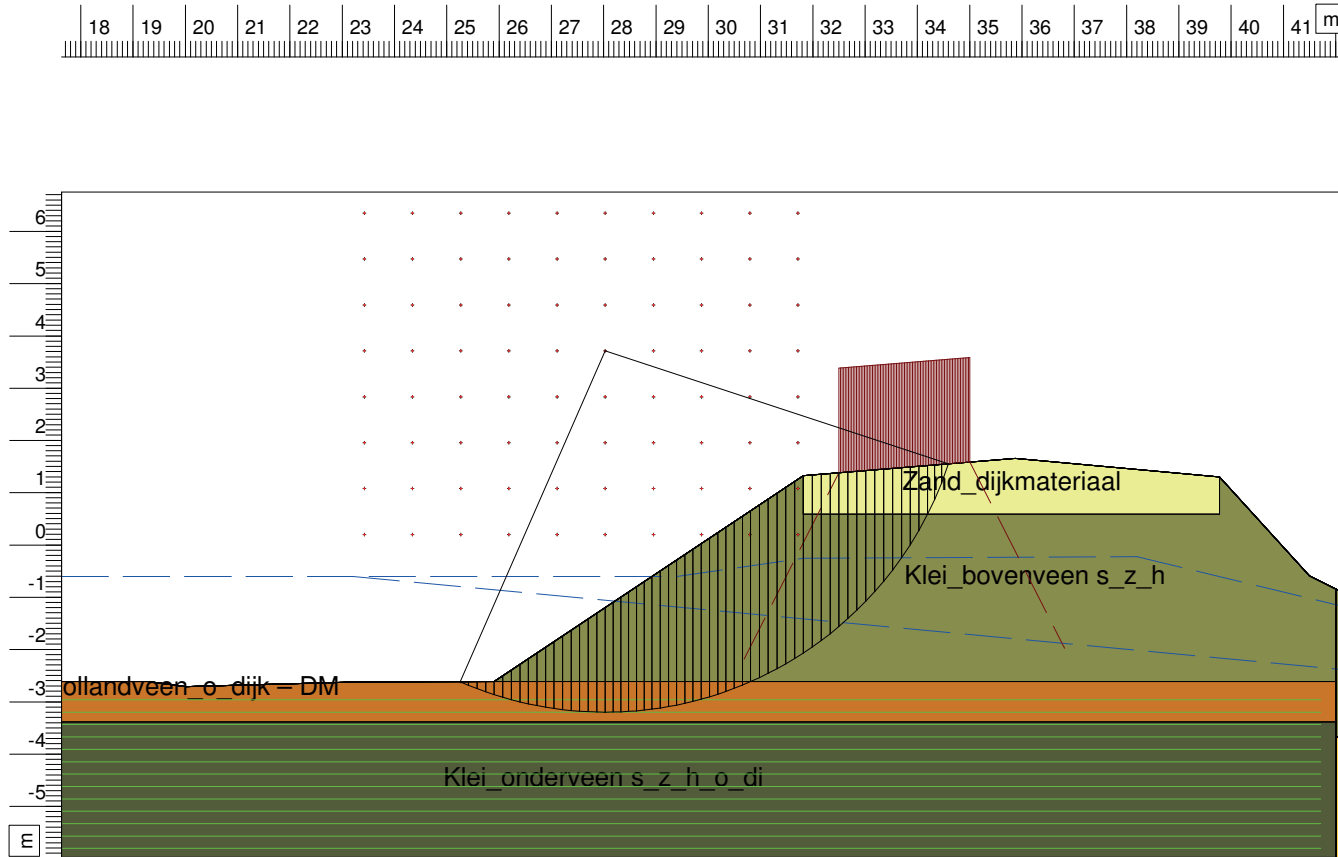 18 19 20 21 22 23 24 25 26 27 28 29 30 31 32 33 34 35 36 37 38 39 40 41 m
6
5
4
3
2
1
Zand_dijkmateriaal
0
-1
Klei_bovenveen s_z_h
-2
-3
ollandveen_o_dijk – DM
-4
Klei_onderveen s_z_h_o_di
-5
m